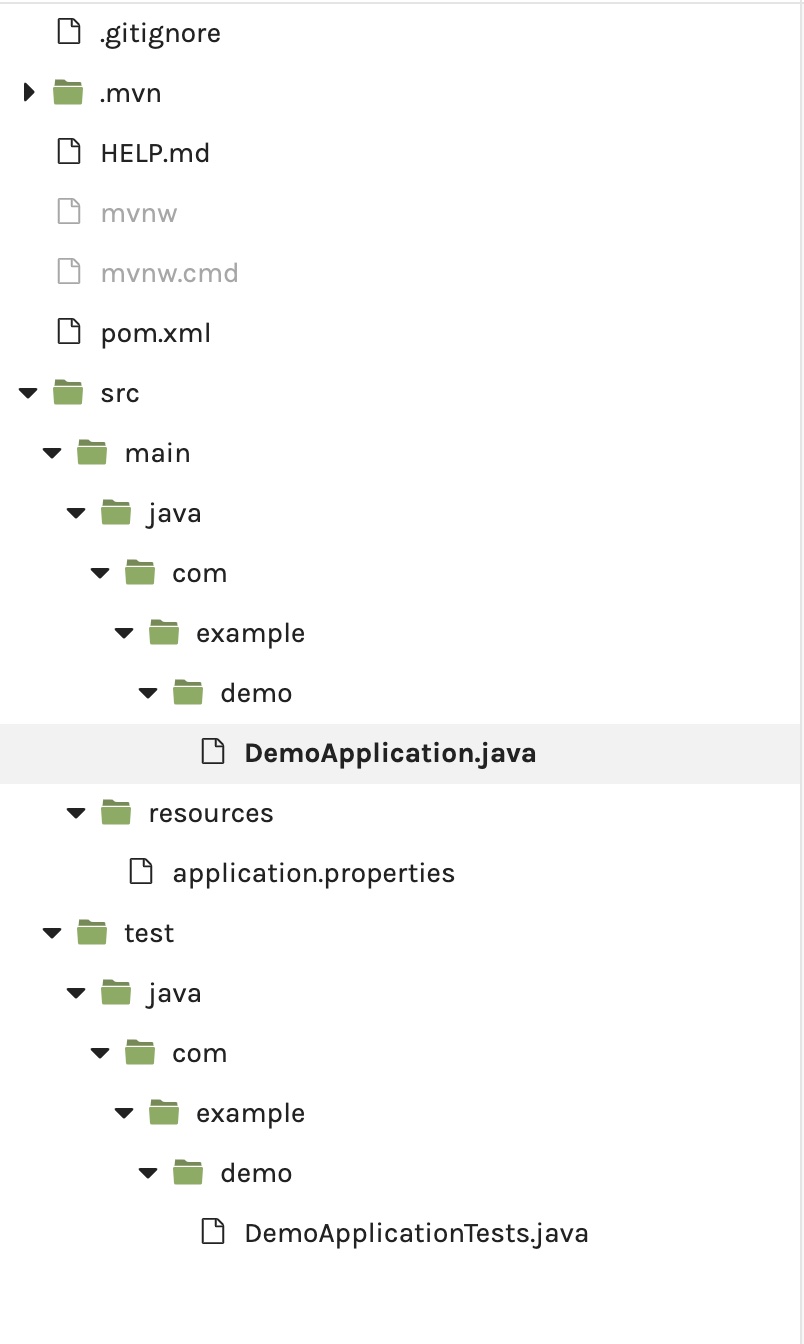 .gitignore
.mvn
HELP.md
mvnw
mvnw.cmd
pom.xml
src
main
java
com
example
demo
DemoApplication.java
resources
application.properties
test
java
com
example
demo
DemoApplicationTests.java